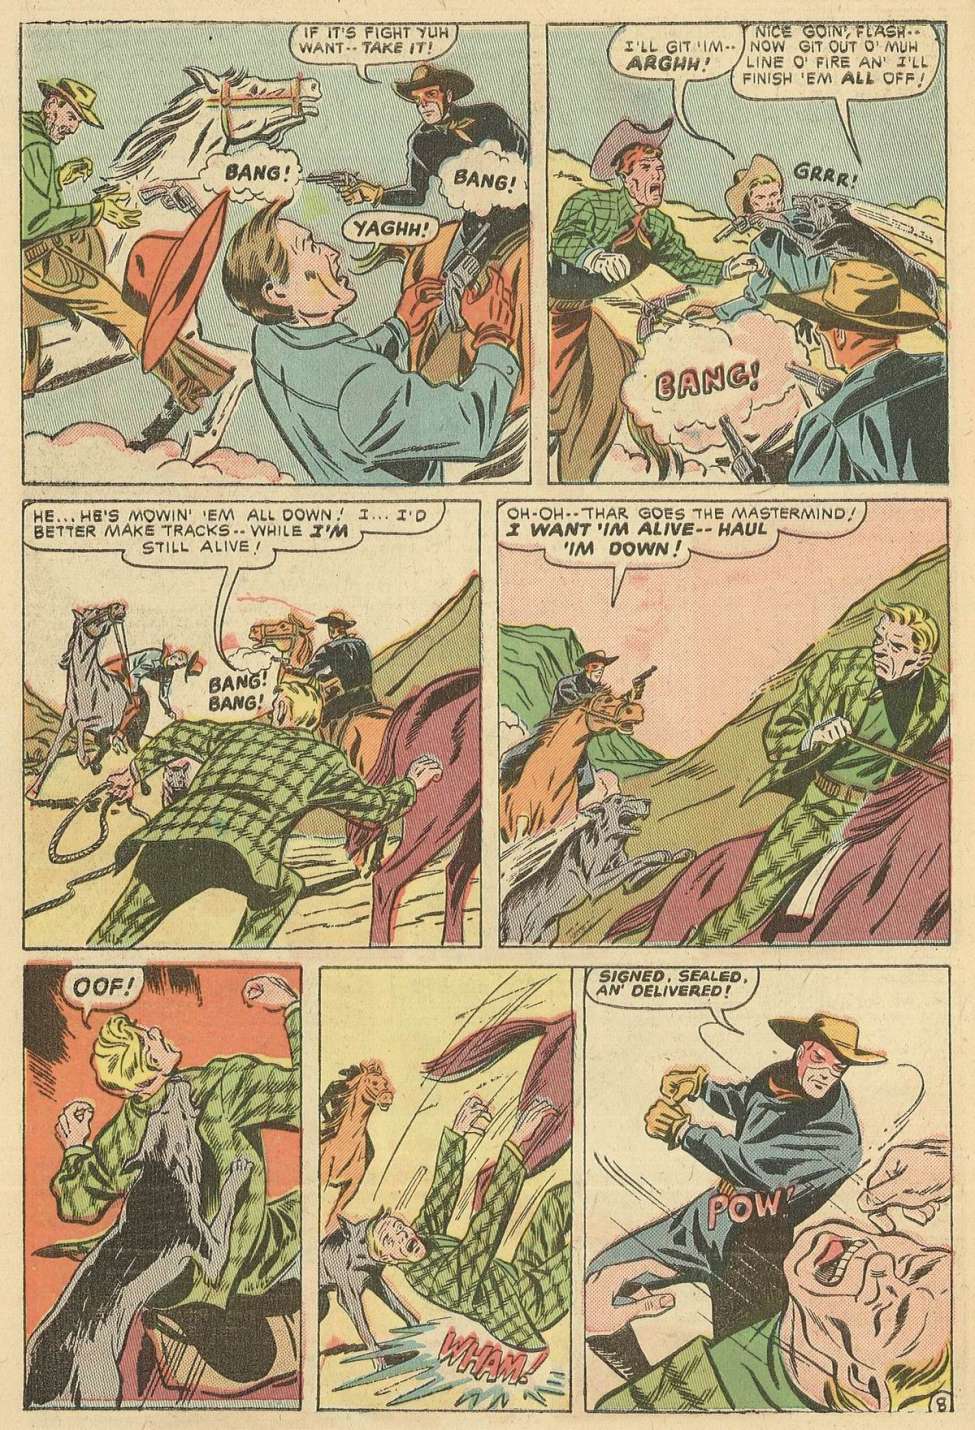 IF IT'S FIGHT YUH
WANT-- TAKE IT!
BANG!
BANG!
YAGHH!
I'LL GIT 'IM--
ARGHH!
NICE GOIN', FLASH--
NOW GIT OUT O' MUH
LINE O' FIRE AN' I'LL
FINISH 'EM ALL OFF!
GRRR!
BANG!
HE... HE'S MOWIN' 'EM ALL DOWN! I... I'D
BETTER MAKE TRACKS-- WHILE I'M
STILL ALIVE!
BANG!
BANG!
OH-OH-- THAR GOES THE MASTERMIND!
I WANT 'IM ALIVE-- HAUL
'IM DOWN!
OOF!
WHAM!
SIGNED, SEALED,
AN' DELIVERED!
POW!
8